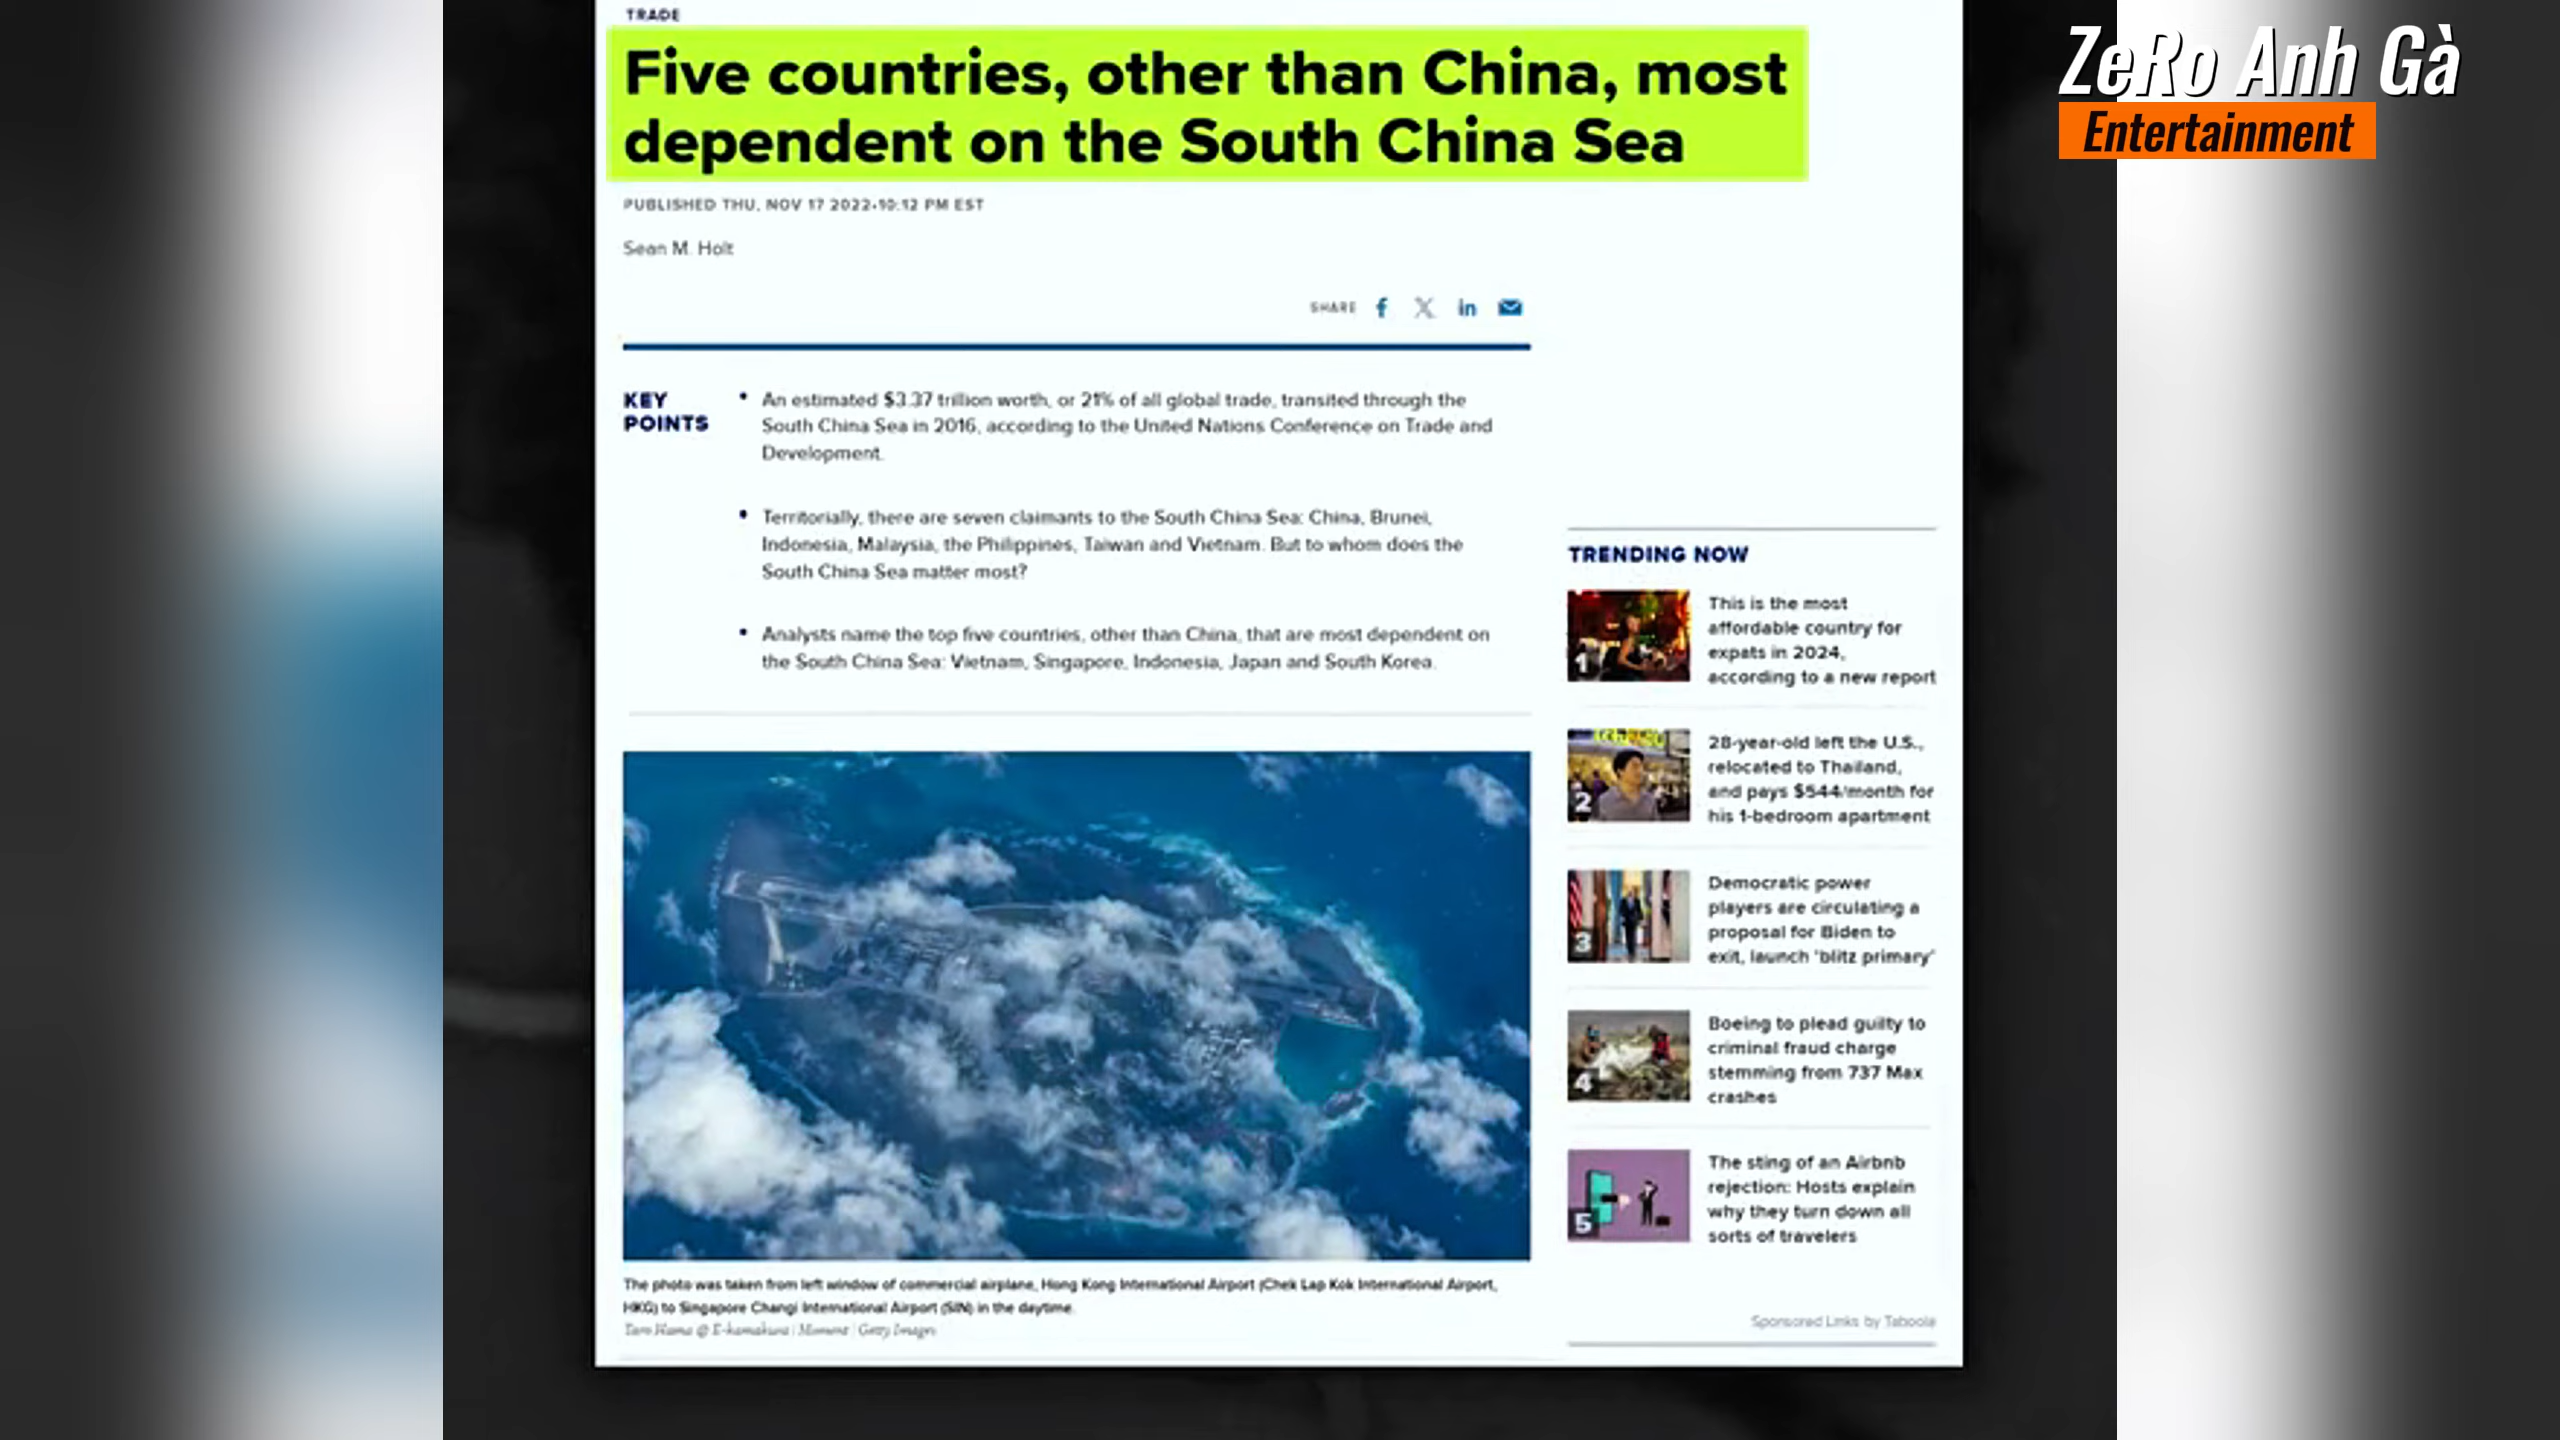 TRADE
Five countries, other than China, most
dependent on the South China Sea
PUBLISHED THU, NOV 17 2022•10:12 PM EST
Sean M. Holt
SHARE
KEY
POINTS
• An estimated $3.37 trillion worth, or 21% of all global trade, transited through the
South China Sea in 2016, according to the United Nations Conference on Trade and
Development.
• Territorially, there are seven claimants to the South China Sea: China, Brunei,
Indonesia, Malaysia, the Philippines, Taiwan and Vietnam. But to whom does the
South China Sea matter most?
• Analysts name the top five countries, other than China, that are most dependent on
the South China Sea: Vietnam, Singapore, Indonesia, Japan and South Korea.
The photo was taken from left window of commercial airplane, Hong Kong International Airport (Chek Lap Kok International Airport,
HKG) to Singapore Changi International Airport (SIN) in the daytime.
Taro Hama @ E-kamakura | Moment | Getty Images
TRENDING NOW
1
This is the most
affordable country for
expats in 2024,
according to a new report
2
28-year-old left the U.S.,
relocated to Thailand,
and pays $544/month for
his 1-bedroom apartment
3
Democratic power
players are circulating a
proposal for Biden to
exit, launch 'blitz primary'
4
Boeing to plead guilty to
criminal fraud charge
stemming from 737 Max
crashes
5
The sting of an Airbnb
rejection: Hosts explain
why they turn down all
sorts of travelers
Sponsored Links by Taboola
ZeRo Anh Gà
Entertainment